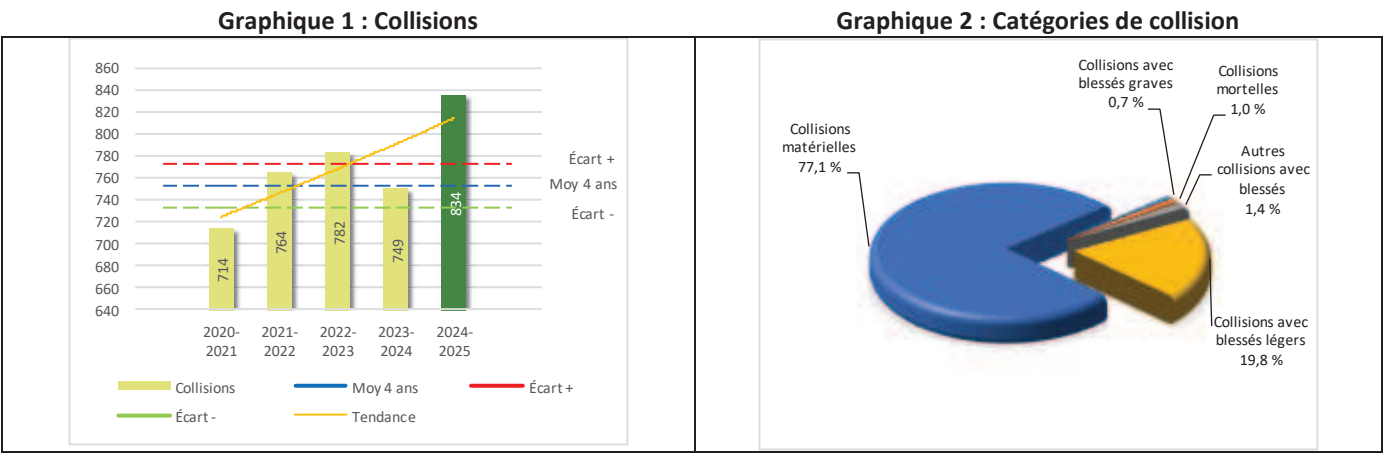 Graphique 1 : Collisions
860
840
820
800
780
760
740
720
700
680
660
640
714
764
782
749
834
Écart +
Moy 4 ans
Écart -
2020-
2021
2021-
2022
2022-
2023
2023-
2024
2024-
2025
Collisions
Moy 4 ans
Écart +
Écart -
Tendance
Graphique 2 : Catégories de collision
Collisions avec
blessés graves
0,7 %
Collisions
mortelles
1,0 %
Collisions
matérielles
77,1 %
Autres
collisions avec
blessés
1,4 %
Collisions avec
blessés légers
19,8 %